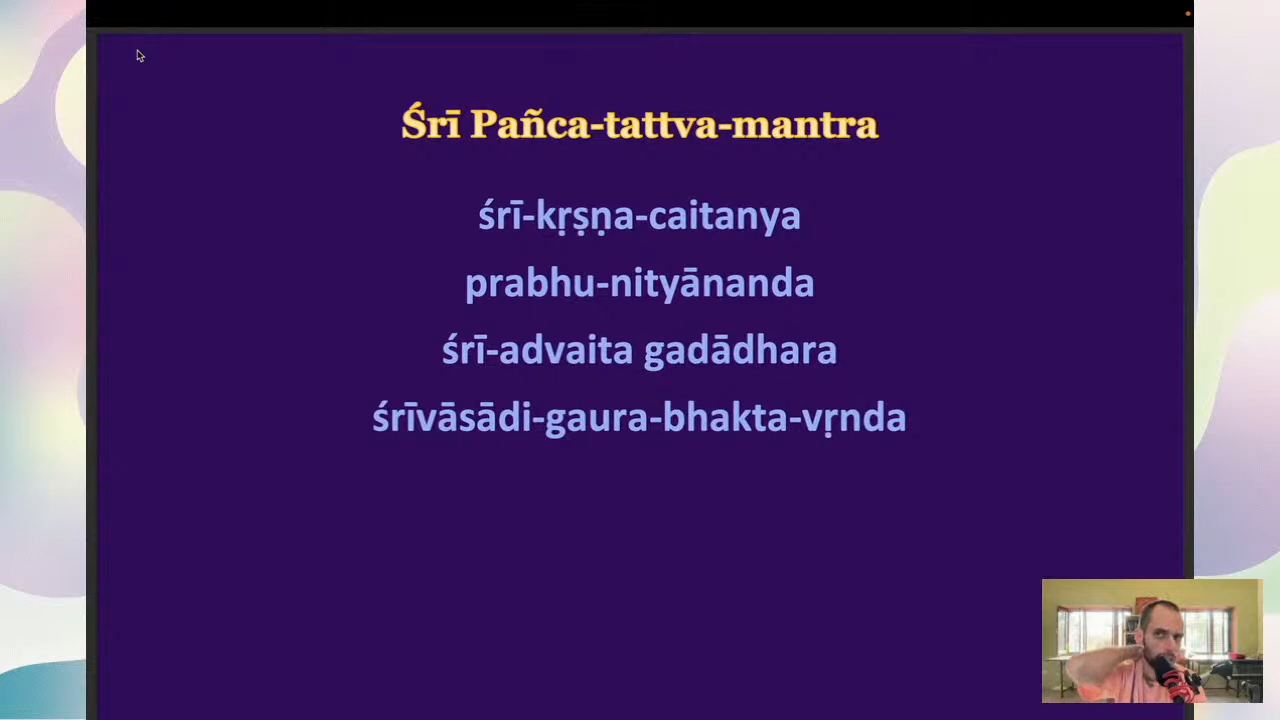 Śrī Pañca-tattva-mantra
śrī-kṛṣṇa-caitanya
prabhu-nityānanda
śrī-advaita gadādhara
śrīvāsādi-gaura-bhakta-vṛnda